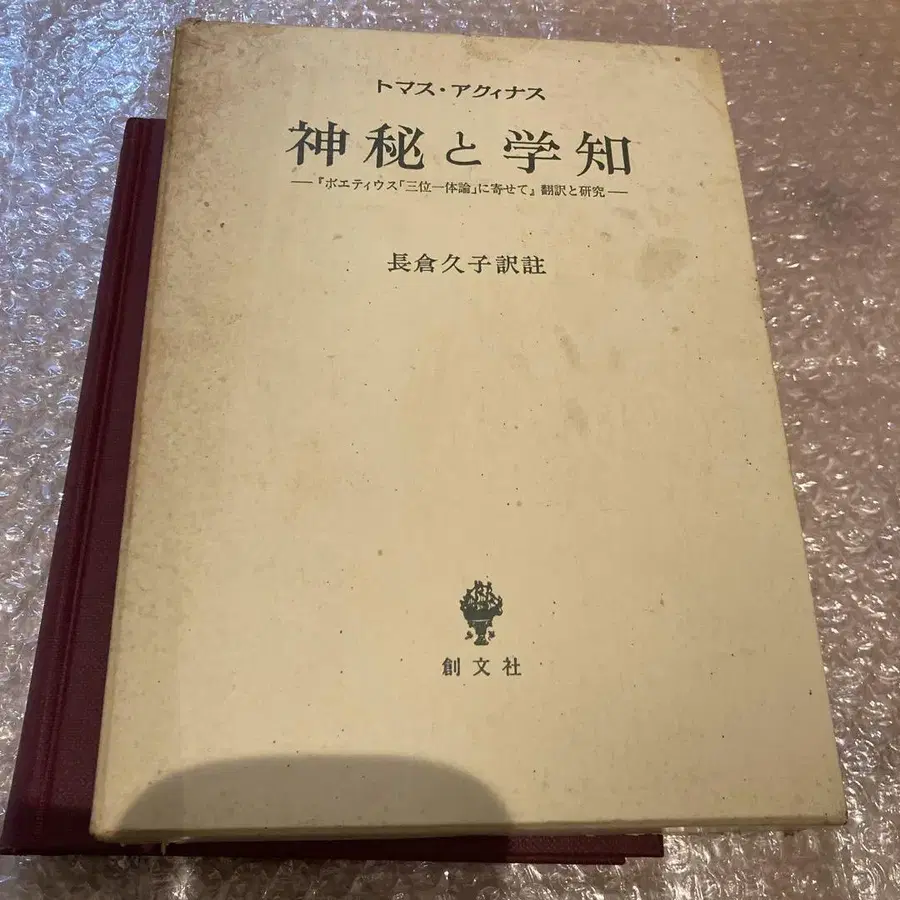 トマス・アクィナス
神秘と学知
―『ボエティウス「三位一体論」に寄せて』翻訳と研究―
長倉久子訳註
創文社